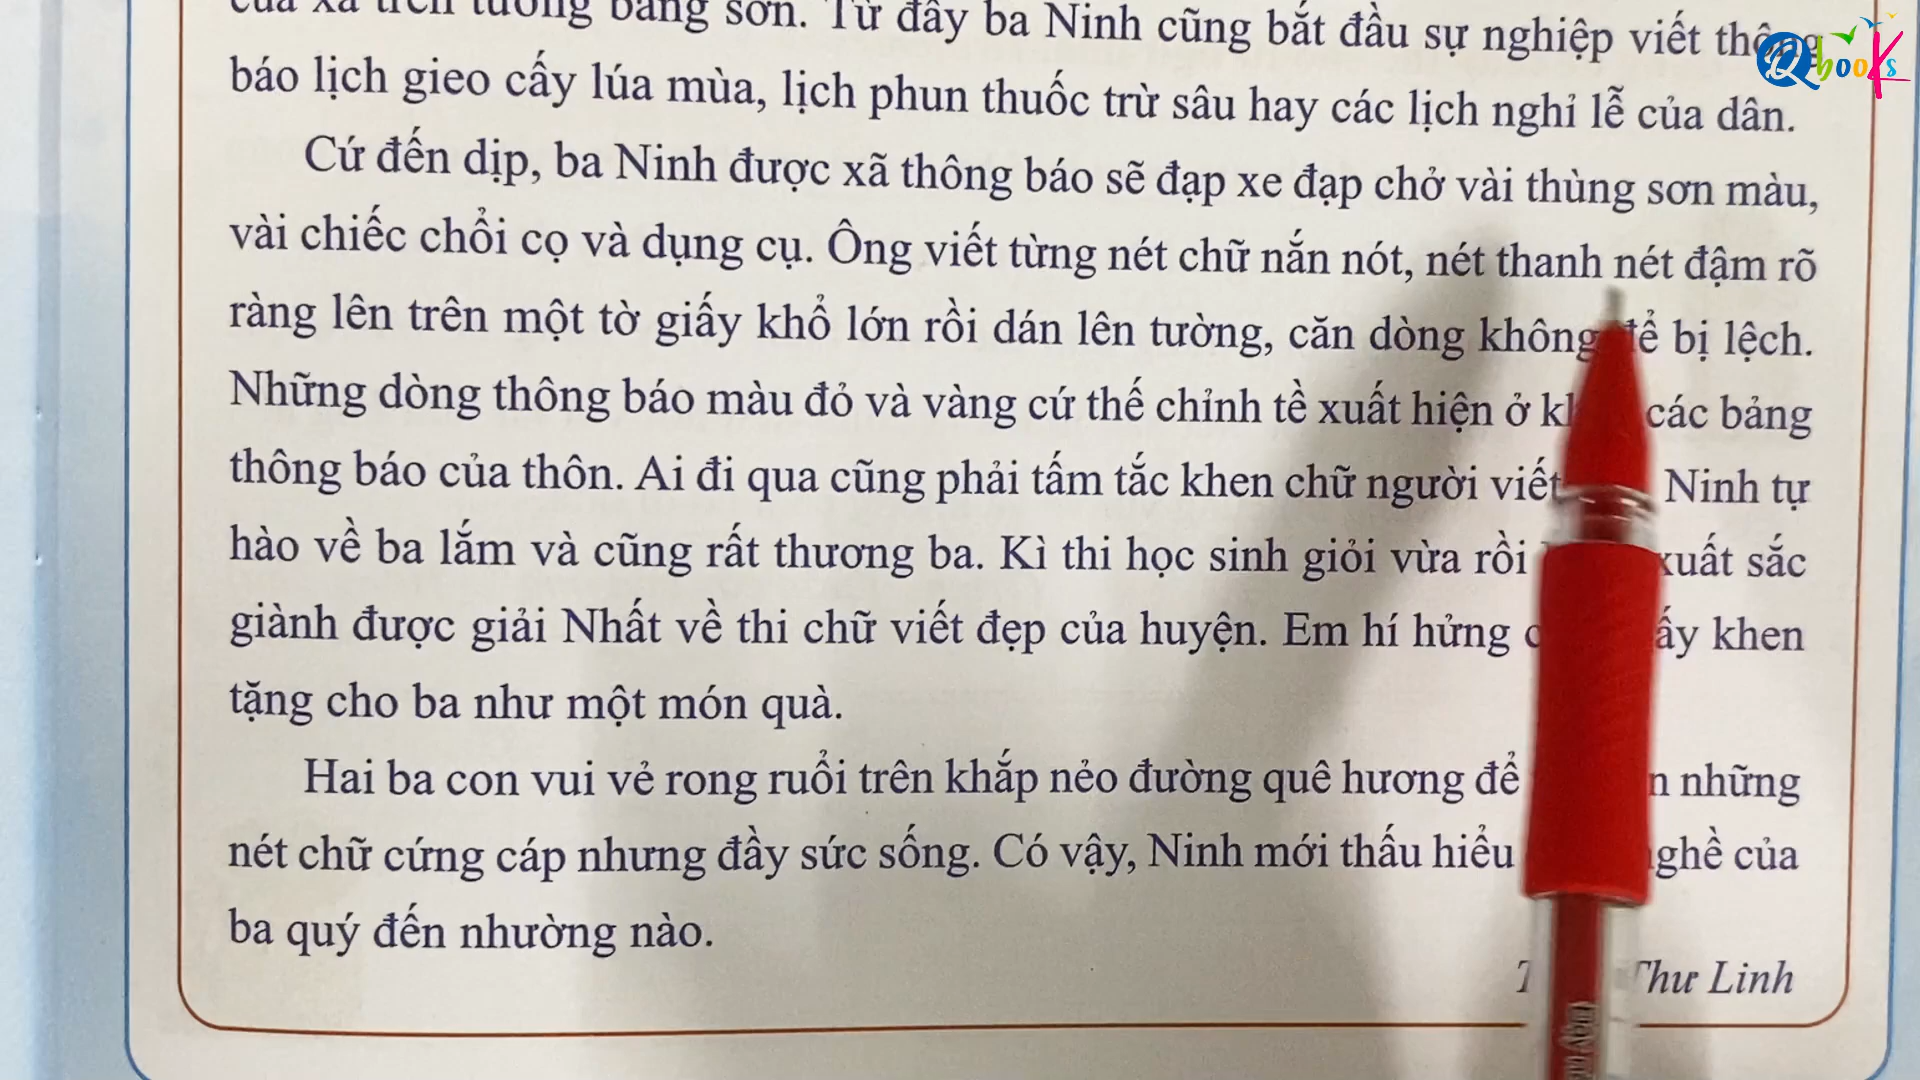 của xã trên tường bằng sơn. Từ đấy ba Ninh cũng bắt đầu sự nghiệp viết thông
Qbooks
báo lịch gieo cấy lúa mùa, lịch phun thuốc trừ sâu hay các lịch nghỉ lễ của dân.
Cứ đến dịp, ba Ninh được xã thông báo sẽ đạp xe đạp chở vài thùng sơn màu,
vài chiếc chổi cọ và dụng cụ. Ông viết từng nét chữ nắn nót, nét thanh nét đậm rõ
ràng lên trên một tờ giấy khổ lớn rồi dán lên tường, căn dòng không để bị lệch.
Những dòng thông báo màu đỏ và vàng cứ thế chỉnh tề xuất hiện ở các bảng
thông báo của thôn. Ai đi qua cũng phải tấm tắc khen chữ người viết Ninh tự
hào về ba lắm và cũng rất thương ba. Kì thi học sinh giỏi vừa rồi xuất sắc
giành được giải Nhất về thi chữ viết đẹp của huyện. Em hí hửng khen
tặng cho ba như một món quà.
Hai ba con vui vẻ rong ruổi trên khắp nẻo đường quê hương để những
nét chữ cứng cáp nhưng đầy sức sống. Có vậy, Ninh mới thấu hiểu nghề của
ba quý đến nhường nào.
Thư Linh